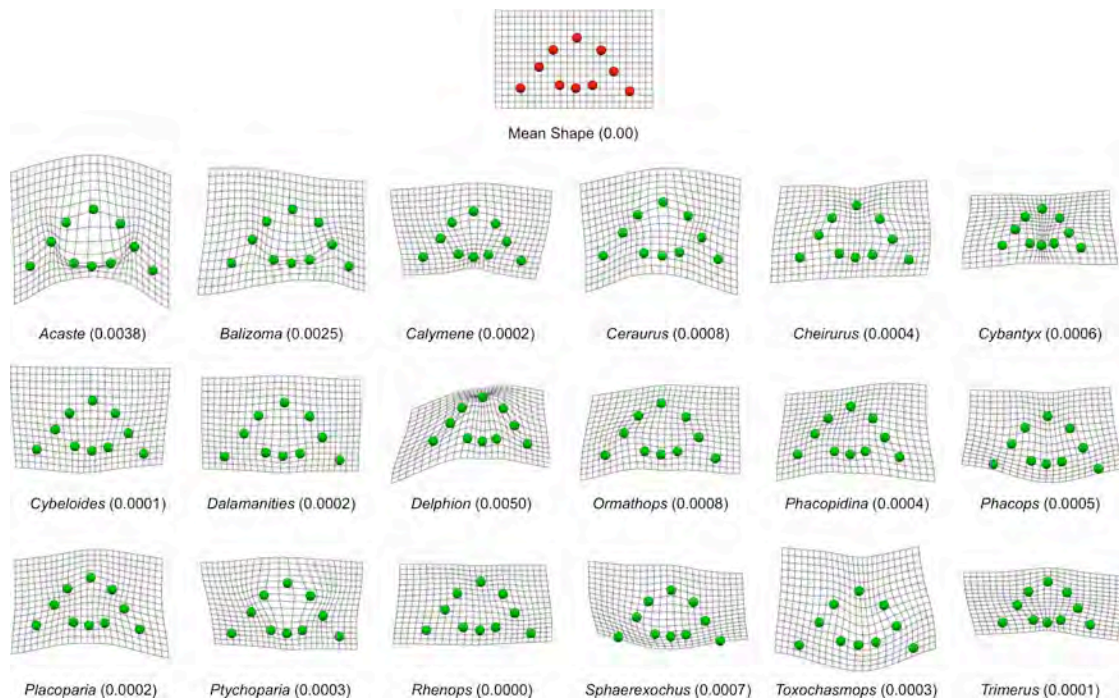 Mean Shape (0.00)
Acaste (0.0038) Balizoma (0.0025) Calymene (0.0002) Ceraurus (0.0008) Cheirurus (0.0004) Cybantyx (0.0006)
Cybeloides (0.0001) Dalamanities (0.0002) Delphion (0.0050) Ormathops (0.0008) Phacopidina (0.0004) Phacops (0.0005)
Placoparia (0.0002) Ptychoparia (0.0003) Rhenops (0.0000) Sphaerexochus (0.0007) Toxochasmops (0.0003) Trimerus (0.0001)